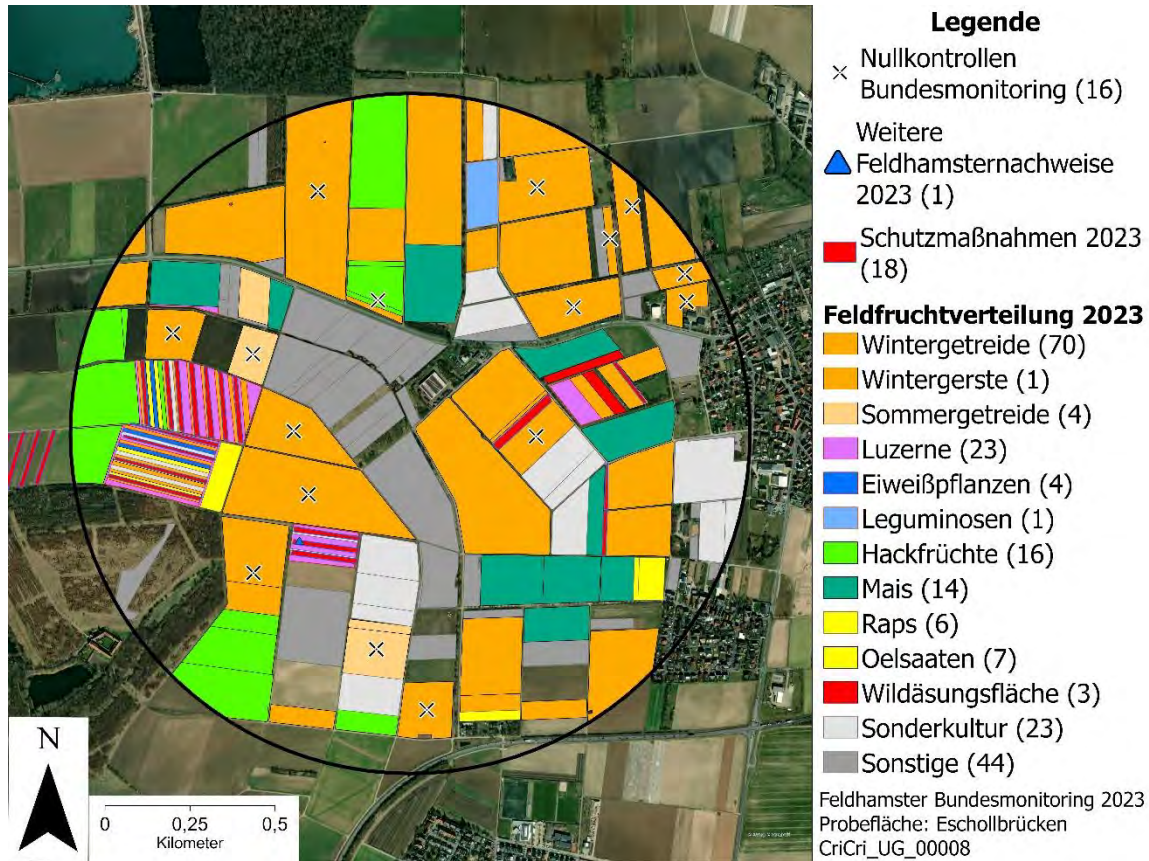 Legende
Nullkontrollen
Bundesmonitoring (16)
Weitere
Feldhamsternachweise
2023 (1)
Schutzmaßnahmen 2023
(18)
Feldfruchtverteilung 2023
Wintergetreide (70)
Wintergerste (1)
Sommergetreide (4)
Luzerne (23)
Eiweißpflanzen (4)
Leguminosen (1)
Hackfrüchte (16)
Mais (14)
Raps (6)
Oelsaaten (7)
Wildäsungsfläche (3)
Sonderkultur (23)
Sonstige (44)
Feldhamster Bundesmonitoring 2023
Probefläche: Eschollbrücken
CriCri_UG_00008
N
0 0,25 0,5
Kilometer